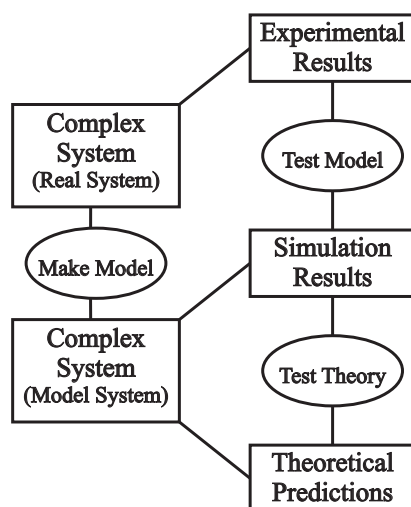 Experimental
Results
Complex
System
(Real System)
Test Model
Make Model
Simulation
Results
Complex
System
(Model System)
Test Theory
Theoretical
Predictions